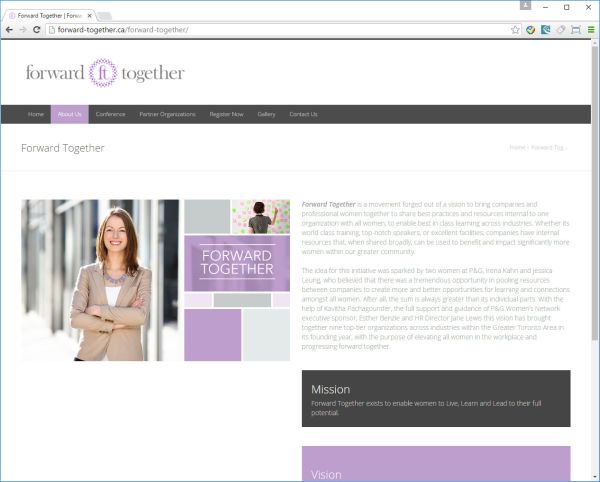 Forward Together | Forw
forward-together.ca/forward-together/
forward ft together
Home About Us Conference Partner Organizations Register Now Gallery Contact Us
Forward Together
Home › Forward Tog
FORWARD
TOGETHER
Forward Together is a movement forged out of a vision to bring companies and
professional women together to share best practices and resources internal to one
organization with all women, to enable best in class learning across industries. Whether its
world class training, top-notch speakers, or excellent facilities, companies have internal
resources that, when shared broadly, can be used to benefit and impact significantly more
women within our greater community.
The idea for this initiative was sparked by two women at P&G, Irena Kahn and Jessica
Leung, who believed that there was a tremendous opportunity in pooling resources
between companies to create more and better opportunities for learning and connections
amongst all women. After all, the sum is always greater than its individual parts. With the
help of Kavitha Pachagounder, the full support and guidance of P&G Women's Network
executive sponsor, Esther Benzie and HR Director Jane Lewis this vision has brought
together nine top-tier organizations across industries within the Greater Toronto Area in
its founding year, with the purpose of elevating all women in the workplace and
progressing forward together.
Mission
Forward Together exists to enable women to Live, Learn and Lead to their full
potential.
Vision